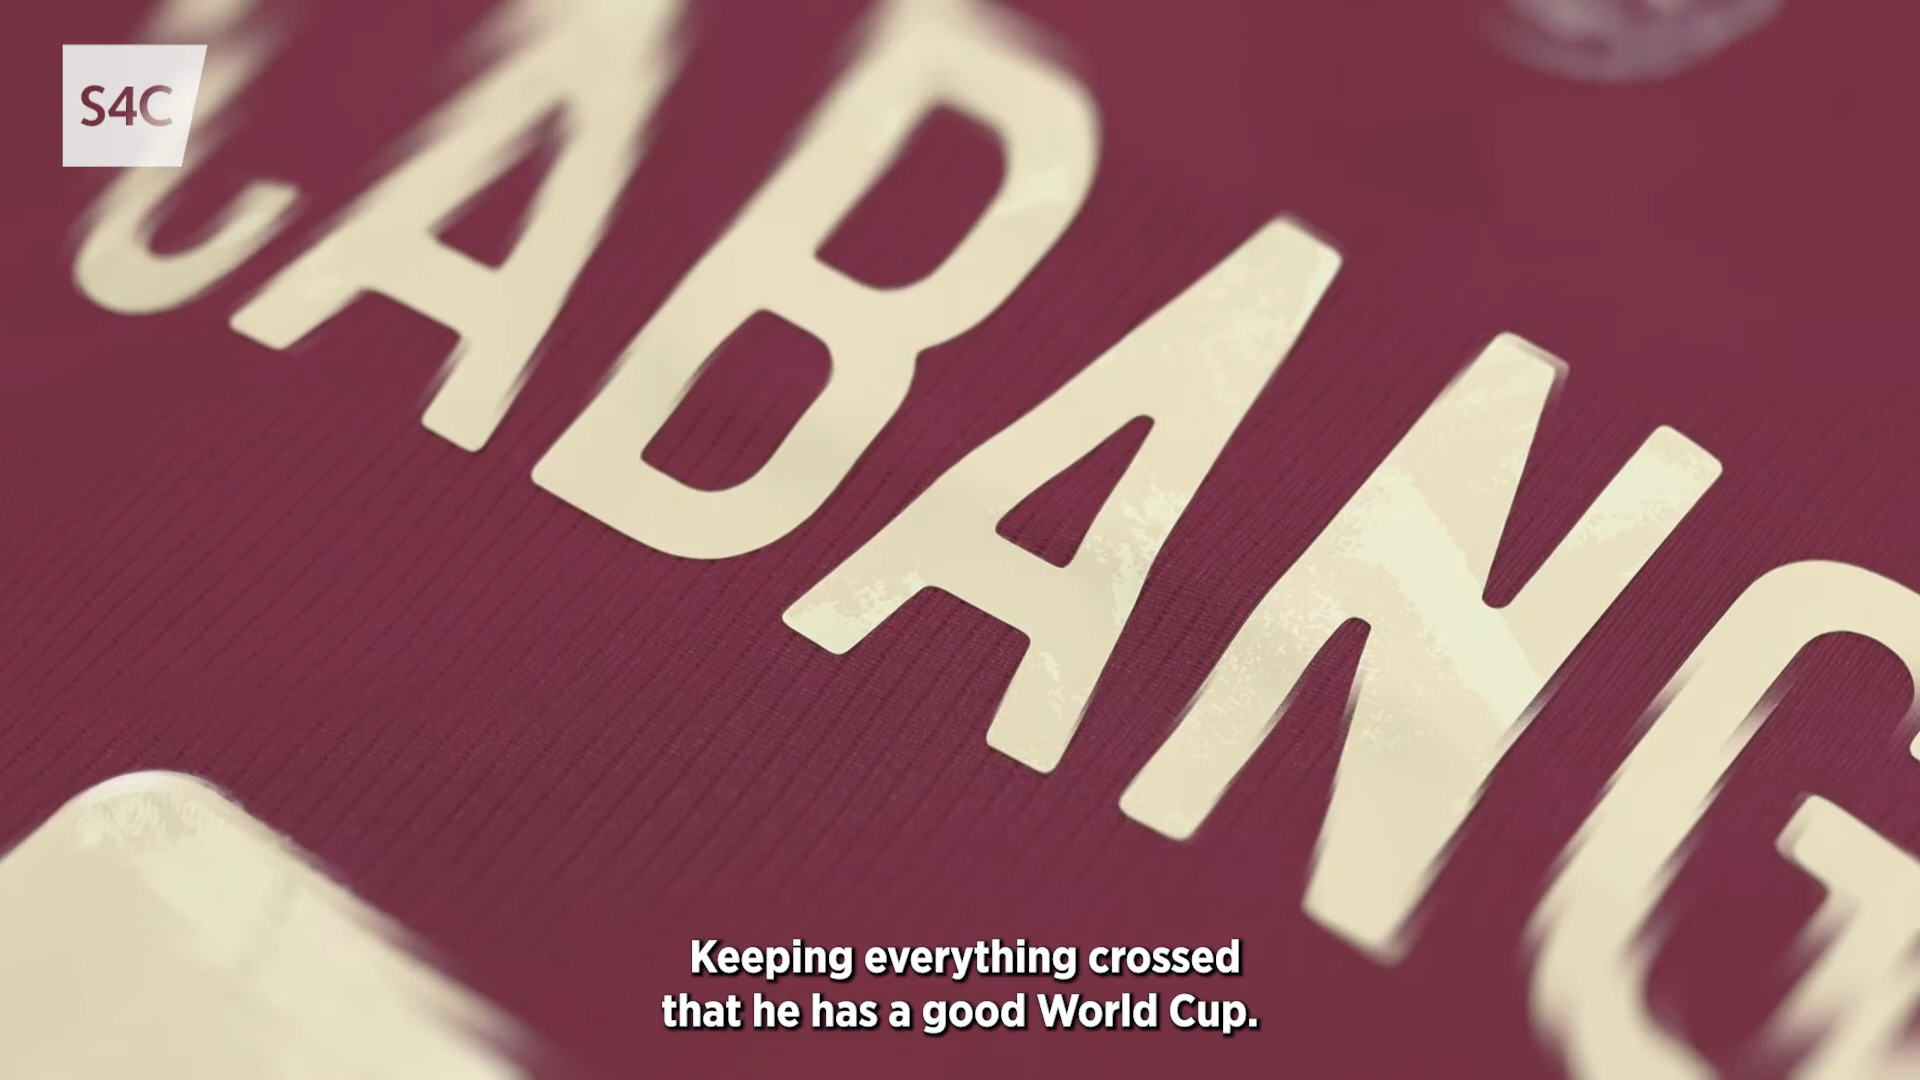 S4C
CABANG
Keeping everything crossed
that he has a good World Cup.